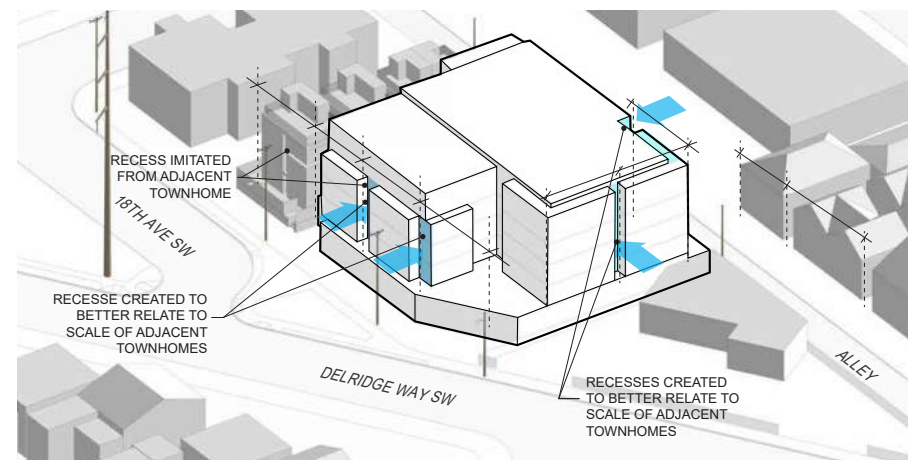 RECESS IMITATED
FROM ADJACENT
TOWNHOME
18TH AVE SW
RECESSE CREATED TO
BETTER RELATE TO
SCALE OF ADJACENT
TOWNHOMES
DELRIDGE WAY SW
RECESSES CREATED
TO BETTER RELATE TO
SCALE OF ADJACENT
TOWNHOMES
ALLEY